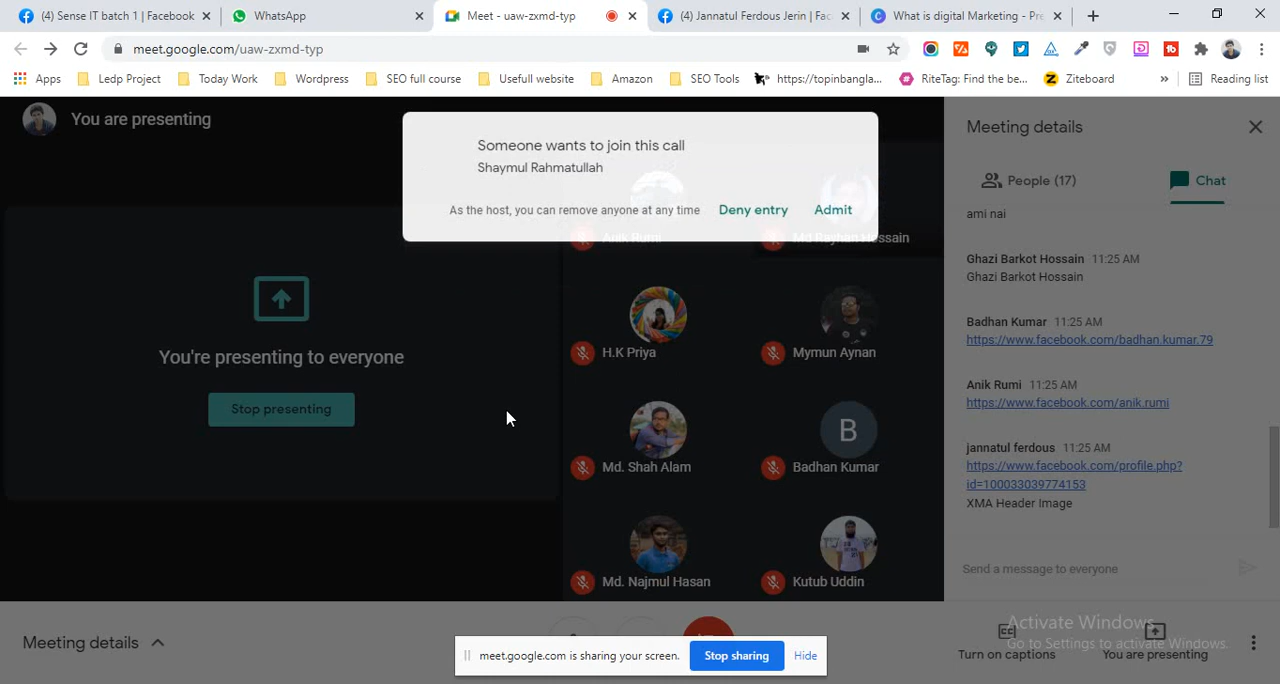 (4) Sense IT batch 1 | Facebook
WhatsApp
Meet - uaw-zxmd-typ
(4) Jannatul Ferdous Jerin | Fac
What is digital Marketing - Pre
meet.google.com/uaw-zxmd-typ
Apps
Ledp Project
Today Work
Wordpress
SEO full course
Usefull website
Amazon
SEO Tools
https://topinbangla...
RiteTag: Find the be...
Ziteboard
Reading list
You are presenting
Someone wants to join this call
Shaymul Rahmatullah
As the host, you can remove anyone at any time
Deny entry
Admit
Anik Rumi
Md Rayhan Hossain
You're presenting to everyone
Stop presenting
H.K Priya
Mymun Aynan
Md. Shah Alam
B
Badhan Kumar
Md. Najmul Hasan
Kutub Uddin
Meeting details
People (17)
Chat
ami nai
Ghazi Barkot Hossain 11:25 AM
Ghazi Barkot Hossain
Badhan Kumar 11:25 AM
https://www.facebook.com/badhan.kumar.79
Anik Rumi 11:25 AM
https://www.facebook.com/anik.rumi
jannatul ferdous 11:25 AM
https://www.facebook.com/profile.php?
id=100033039774153
XMA Header Image
Send a message to everyone
Meeting details
meet.google.com is sharing your screen.
Stop sharing
Hide
Turn on captions
You are presenting
Activate Windows
Go to Settings to activate Windows.